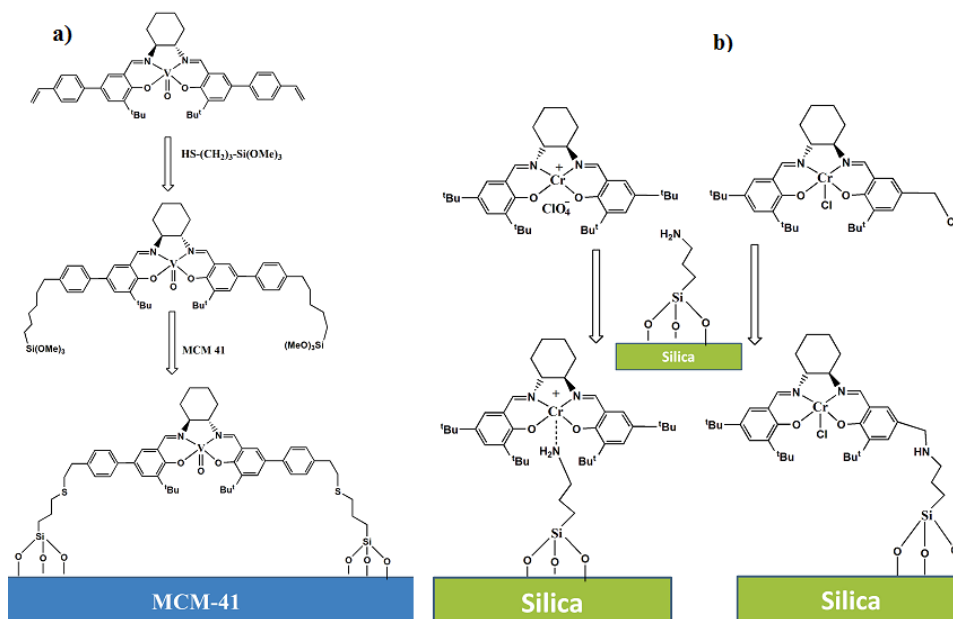 a)
N
N
V
O
O
O
tBu
But
HS-(CH2)3-Si(OMe)3
N
N
V
O
O
O
tBu
But
Si(OMe)3
(MeO)3Si
MCM 41
N
N
V
O
O
O
tBu
But
S
S
Si
Si
O
O
O
O
O
O
MCM-41
b)
N
N
+
Cr
O
O
ClO4−
tBu
tBu
tBu
But
N
N
Cr
O
O
Cl
tBu
tBu
But
H2N
Si
O
O
O
Silica
N
N
+
Cr
O
O
tBu
tBu
tBu
But
H2N
Si
O
O
O
Silica
N
N
Cr
O
O
Cl
tBu
tBu
But
HN
Si
O
O
O
Silica